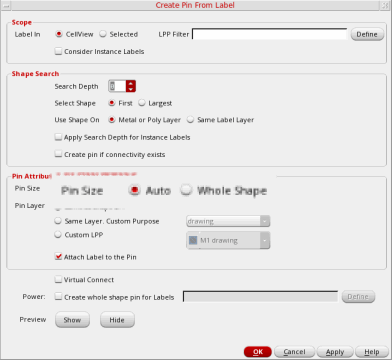 Create Pin From Label
Scope
Label In CellView Selected LPP Filter Define
Consider Instance Labels
Shape Search
Search Depth
Select Shape First Largest
Use Shape On Metal or Poly Layer Same Label Layer
Apply Search Depth for Instance Labels
Create pin if connectivity exists
Pin Attribu
Pin Size Pin Size Auto Whole Shape
Pin Layer
Same Layer. Custom Purpose drawing
Custom LPP M1 drawing
Attach Label to the Pin
Virtual Connect
Power: Create whole shape pin for Labels Define
Preview Show Hide
OK Cancel Apply Help